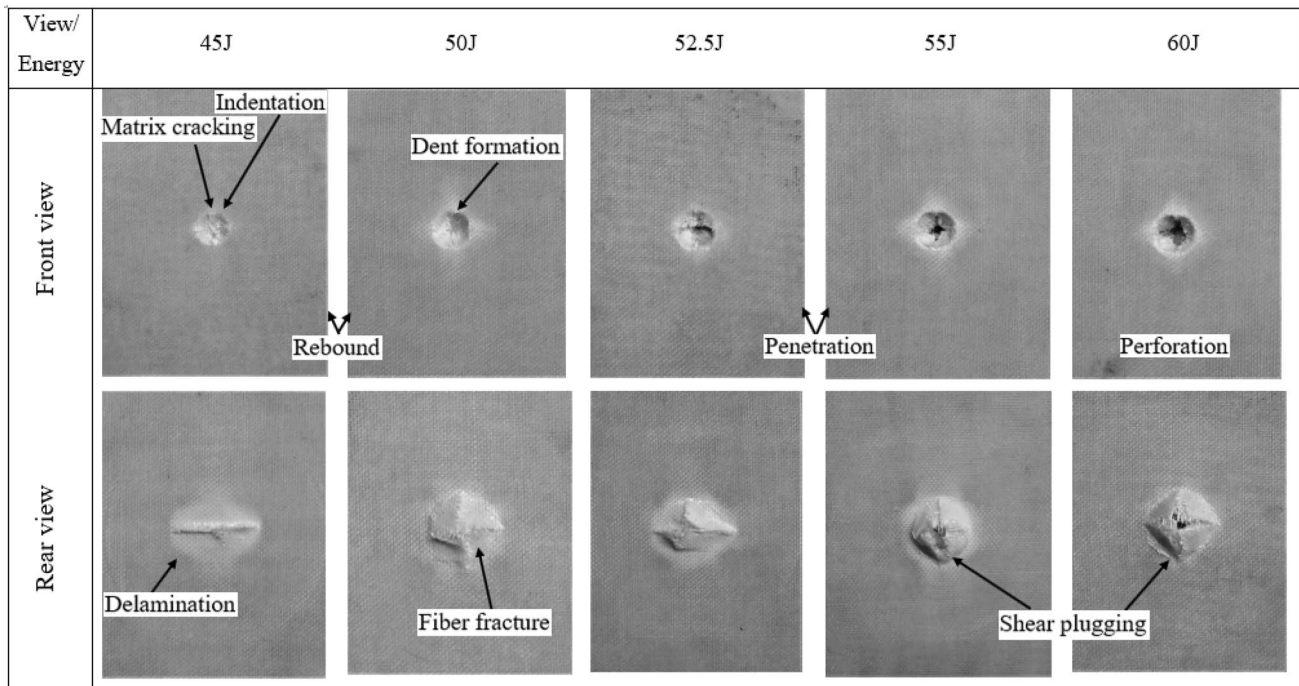 View/
Energy
45J
50J
52.5J
55J
60J
Front view
Indentation
Matrix cracking
Dent formation
Rebound
Penetration
Perforation
Rear view
Delamination
Fiber fracture
Shear plugging